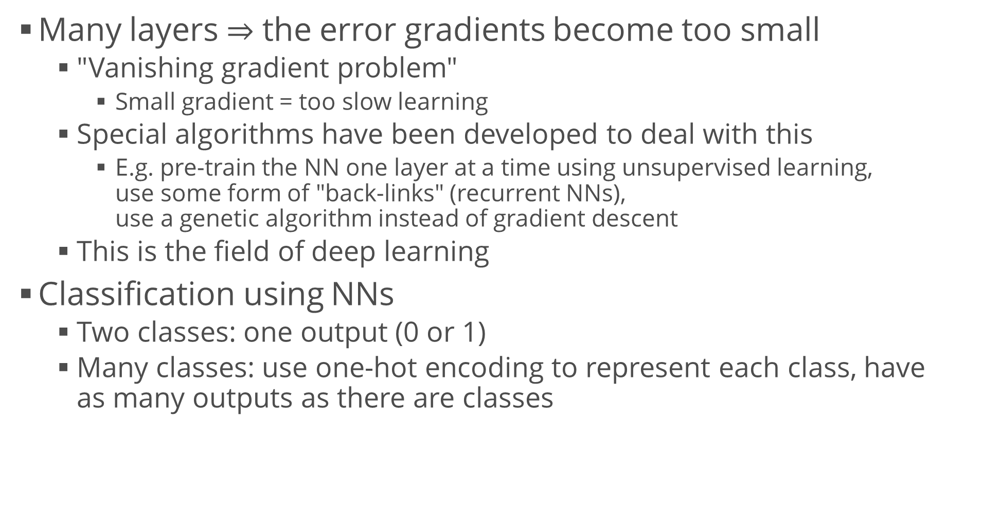 ▪ Many layers ⇒ the error gradients become too small
▪ "Vanishing gradient problem"
▪ Small gradient = too slow learning
▪ Special algorithms have been developed to deal with this
▪ E.g. pre-train the NN one layer at a time using unsupervised learning,
use some form of "back-links" (recurrent NNs),
use a genetic algorithm instead of gradient descent
▪ This is the field of deep learning
▪ Classification using NNs
▪ Two classes: one output (0 or 1)
▪ Many classes: use one-hot encoding to represent each class, have
as many outputs as there are classes